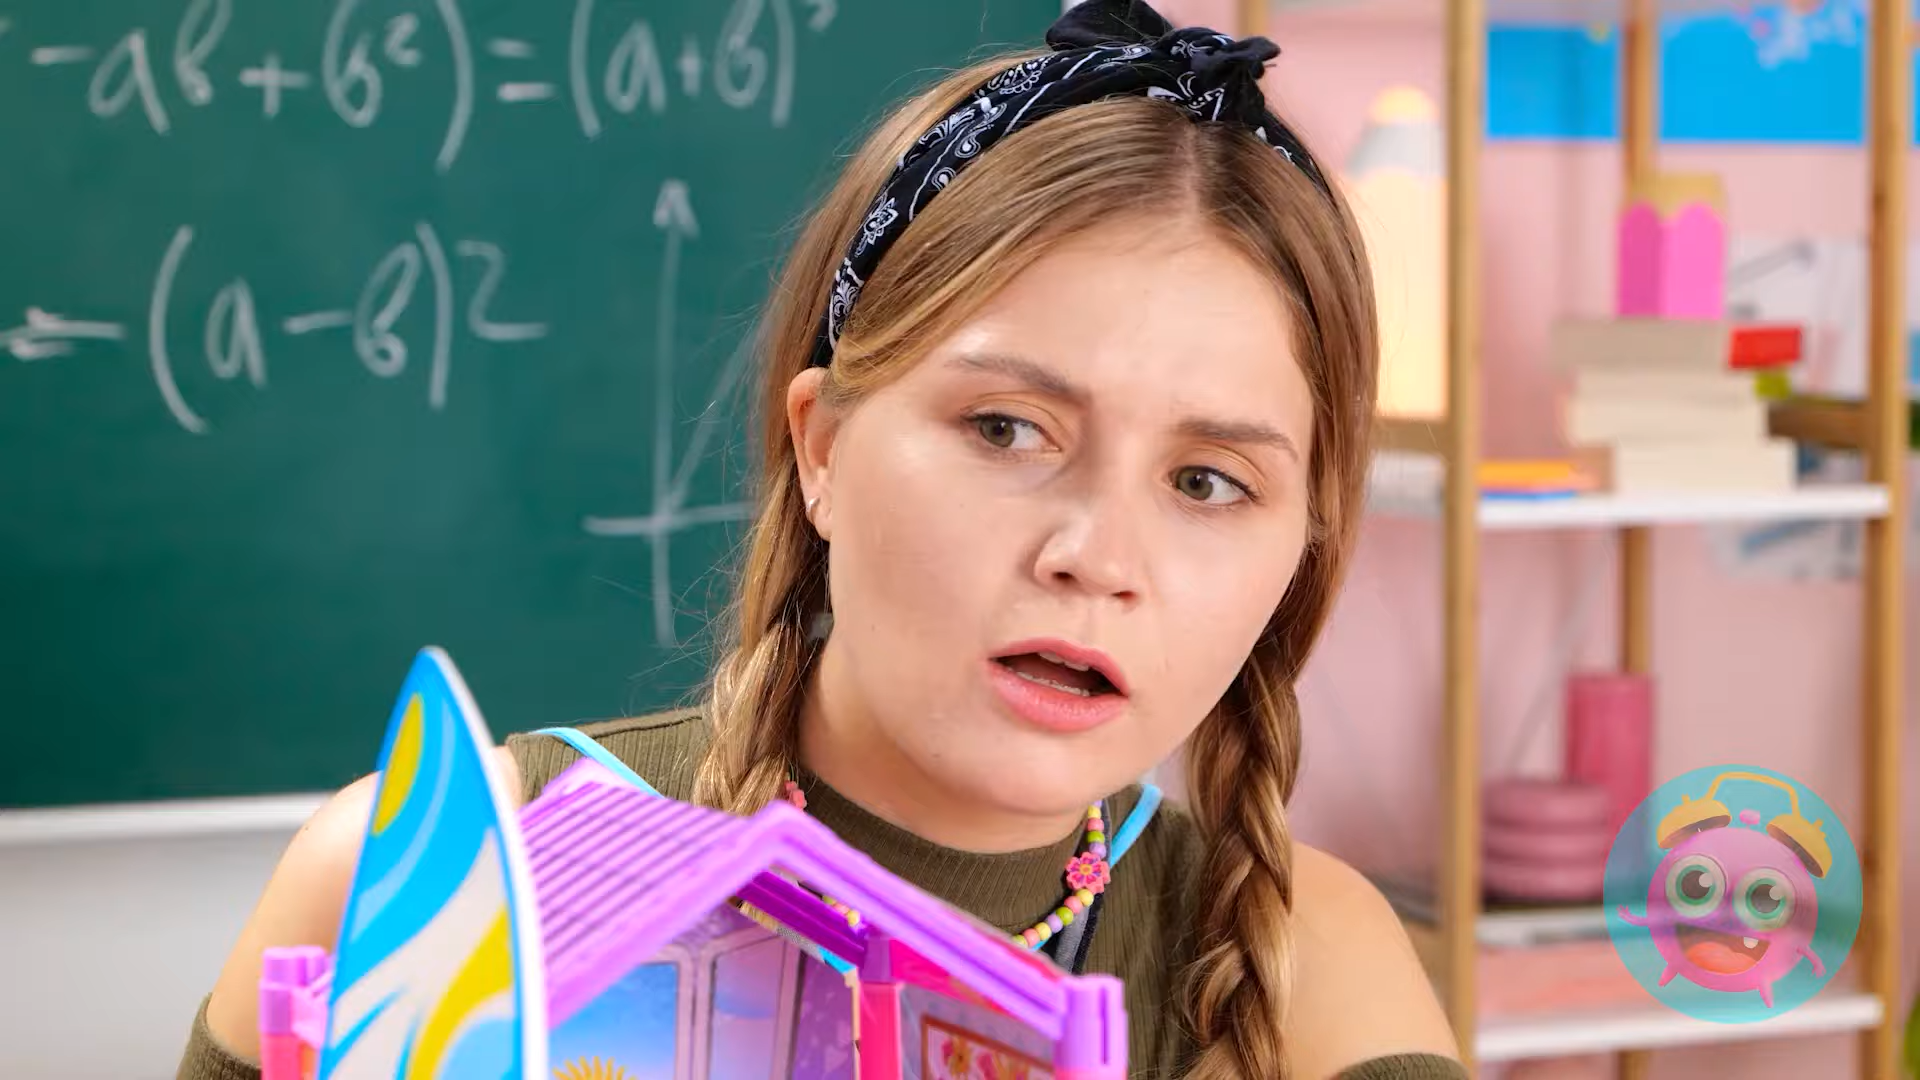 - ab + b²) = (a+b)³
= (a-b)²